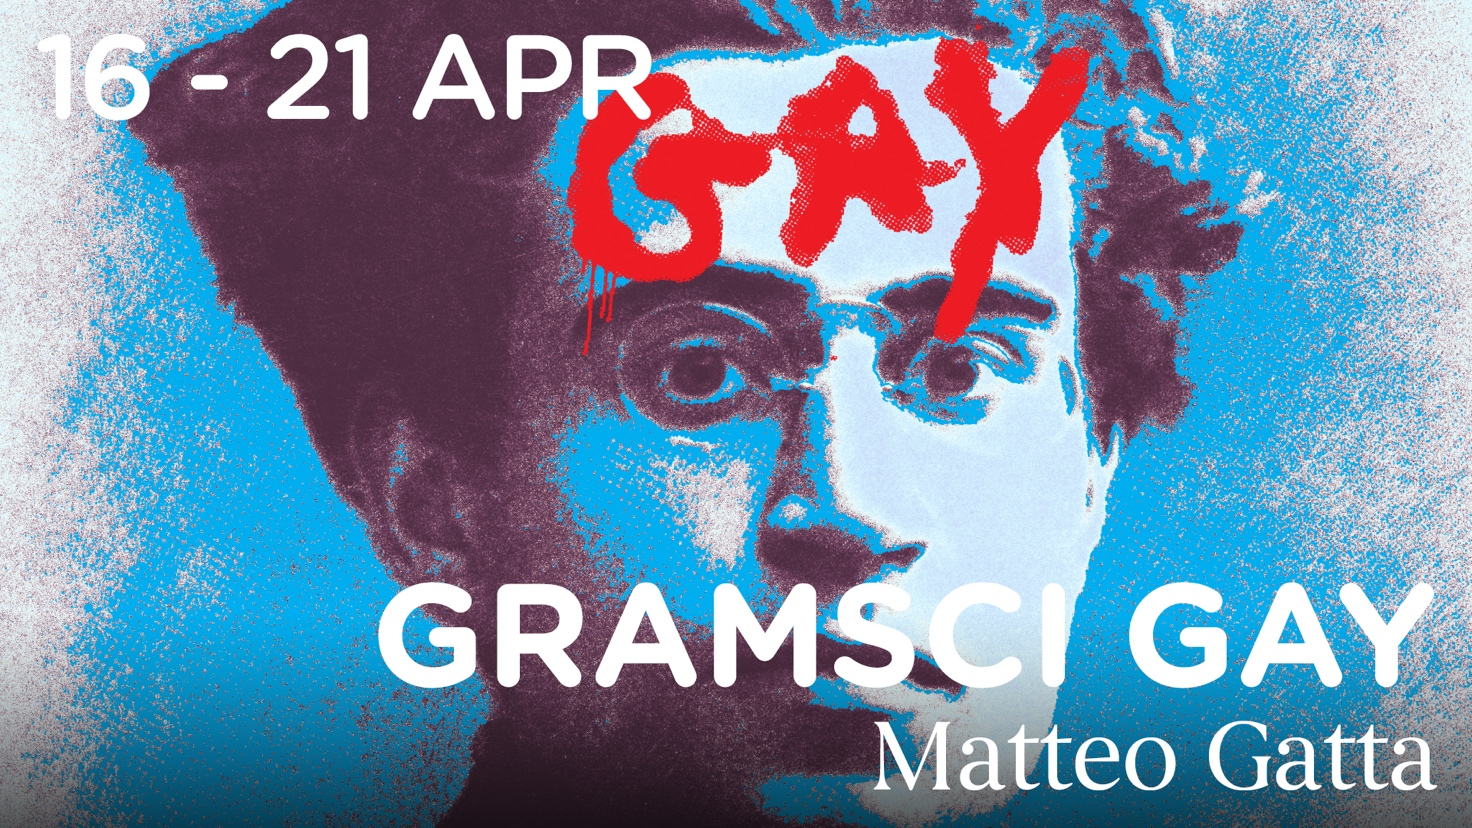 16 - 21 APR
GAY
GRAMSCI GAY
Matteo Gatta